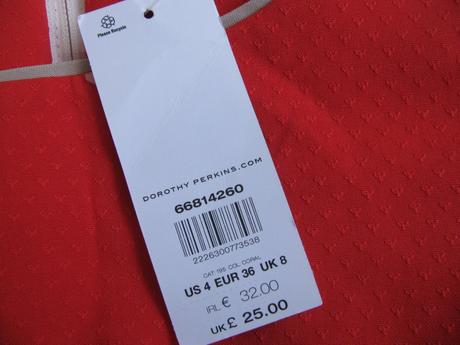 Please Recycle
DOROTHY PERKINS.COM
66814260
2226300773538
CAT 195 COL CORAL
US 4 EUR 36 UK 8
IRL € 32.00
UK £ 25.00